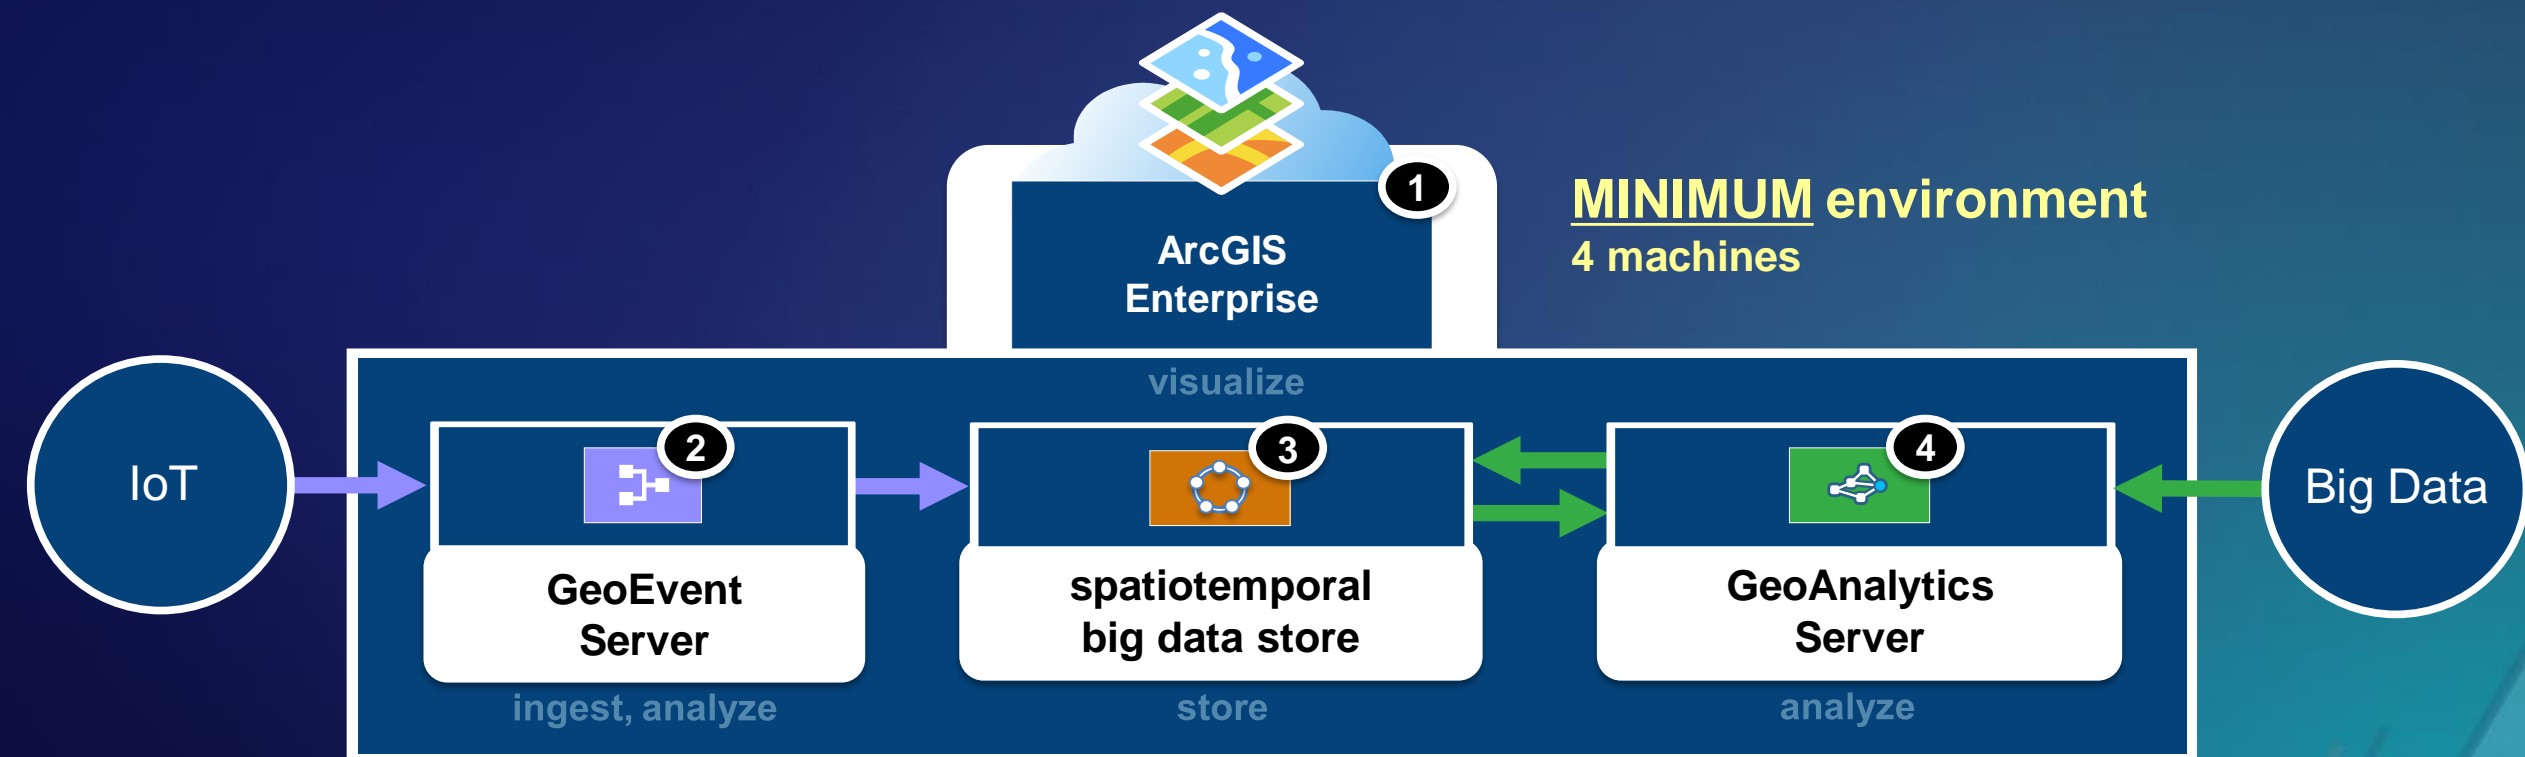 1
ArcGIS
Enterprise
MINIMUM environment
4 machines
visualize
IoT
2
3
4
Big Data
GeoEvent
Server
spatiotemporal
big data store
GeoAnalytics
Server
ingest, analyze
store
analyze